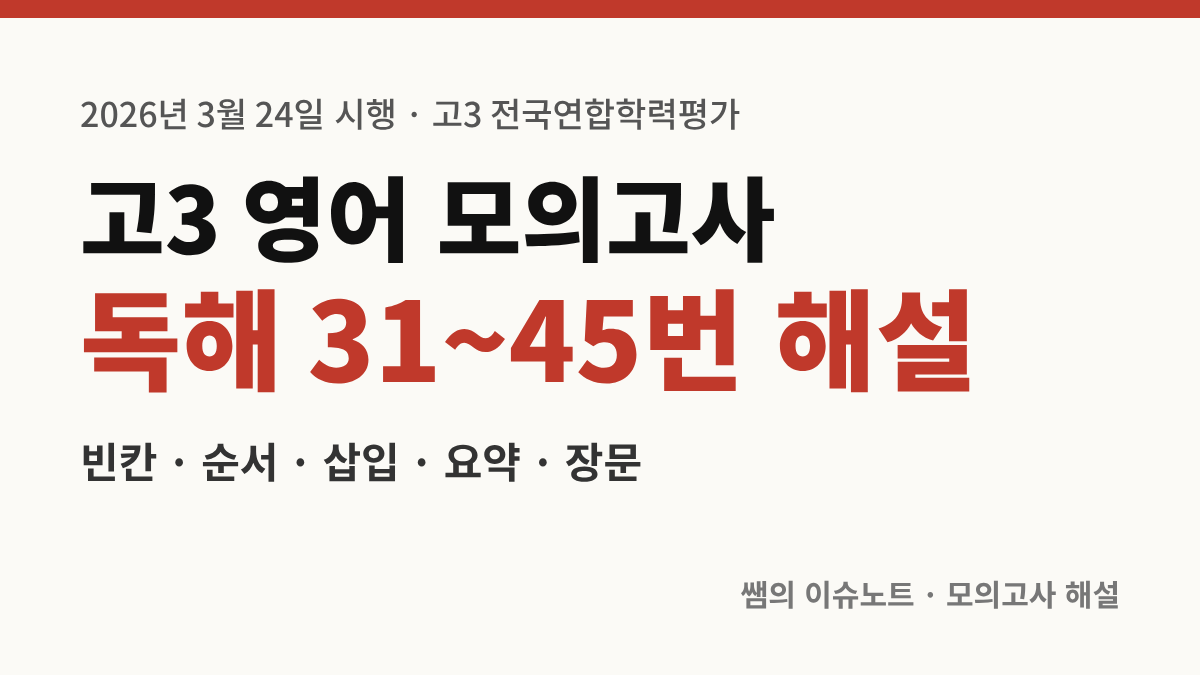 2026년 3월 24일 시행 · 고3 전국연합학력평가
고3 영어 모의고사
독해 31~45번 해설
빈칸 · 순서 · 삽입 · 요약 · 장문
쌤의 이슈노트 · 모의고사 해설